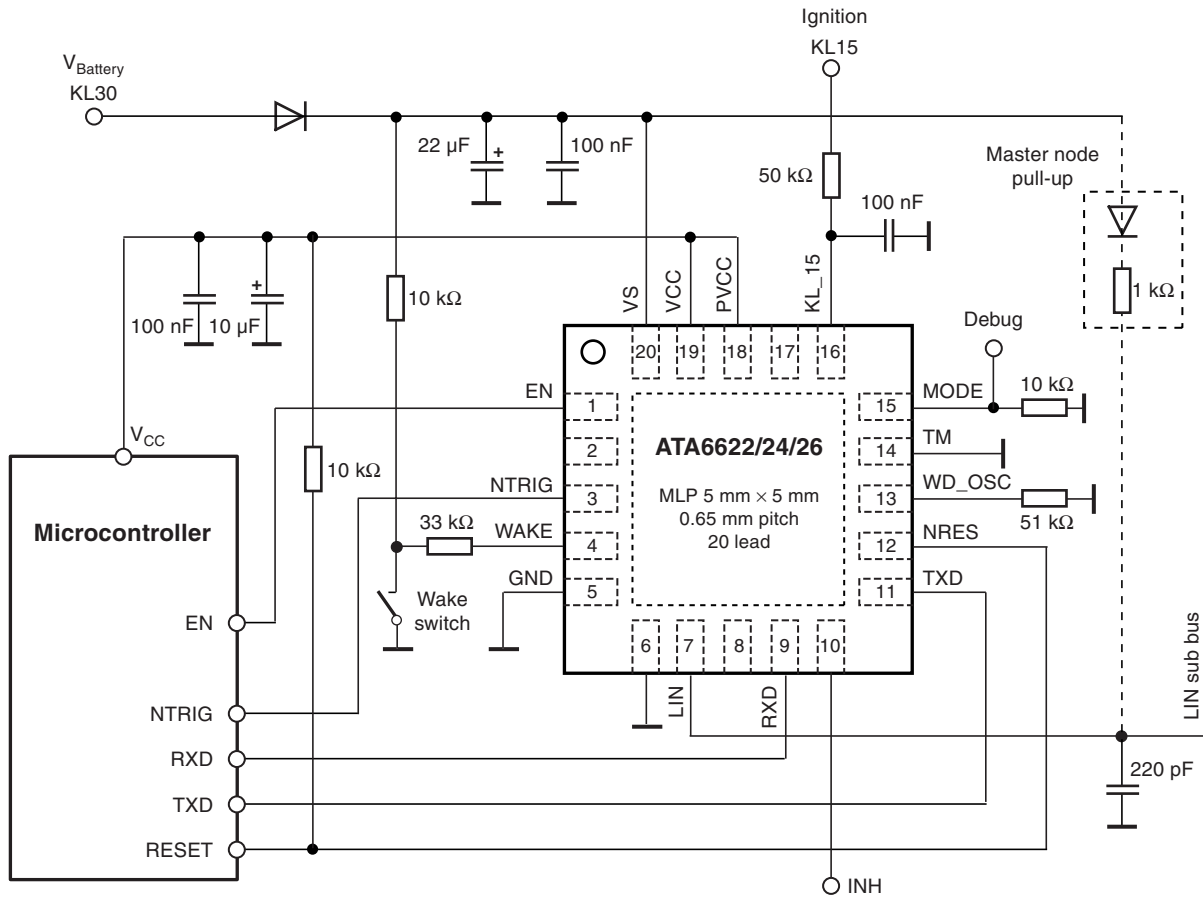 Ignition
KL15
V_Battery
KL30
22 µF
+
100 nF
50 kΩ
100 nF
Master node
pull-up
1 kΩ
100 nF
+
10 µF
10 kΩ
VS
VCC
PVCC
KL_15
Debug
20
19
18
17
16
EN
1
15
MODE
10 kΩ
V_CC
10 kΩ
2
ATA6622/24/26
14
TM
NTRIG
3
MLP 5 mm × 5 mm
0.65 mm pitch
20 lead
13
WD_OSC
51 kΩ
Microcontroller
33 kΩ
WAKE
4
12
NRES
GND
5
11
TXD
Wake
switch
EN
6
7
8
9
10
LIN
RXD
LIN sub bus
NTRIG
RXD
220 pF
TXD
RESET
INH